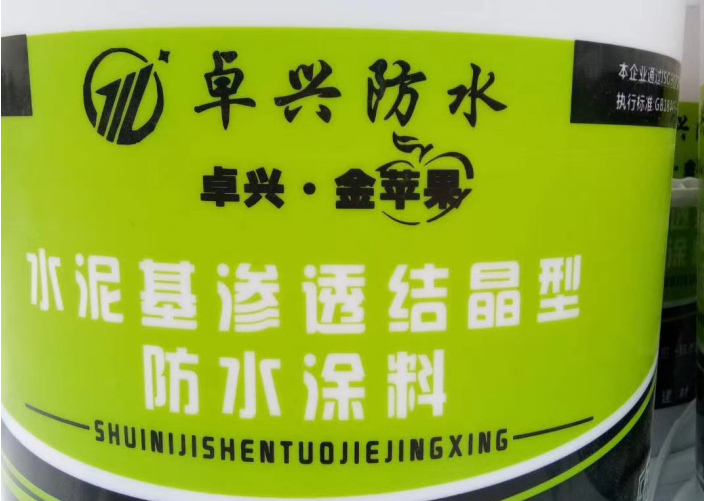 卓兴防水
本企业通过ISO
执行标准:GB184
卓兴·金苹果
水泥基渗透结晶型
防水涂料
SHUINIJISHENTUOJIEJINGXING